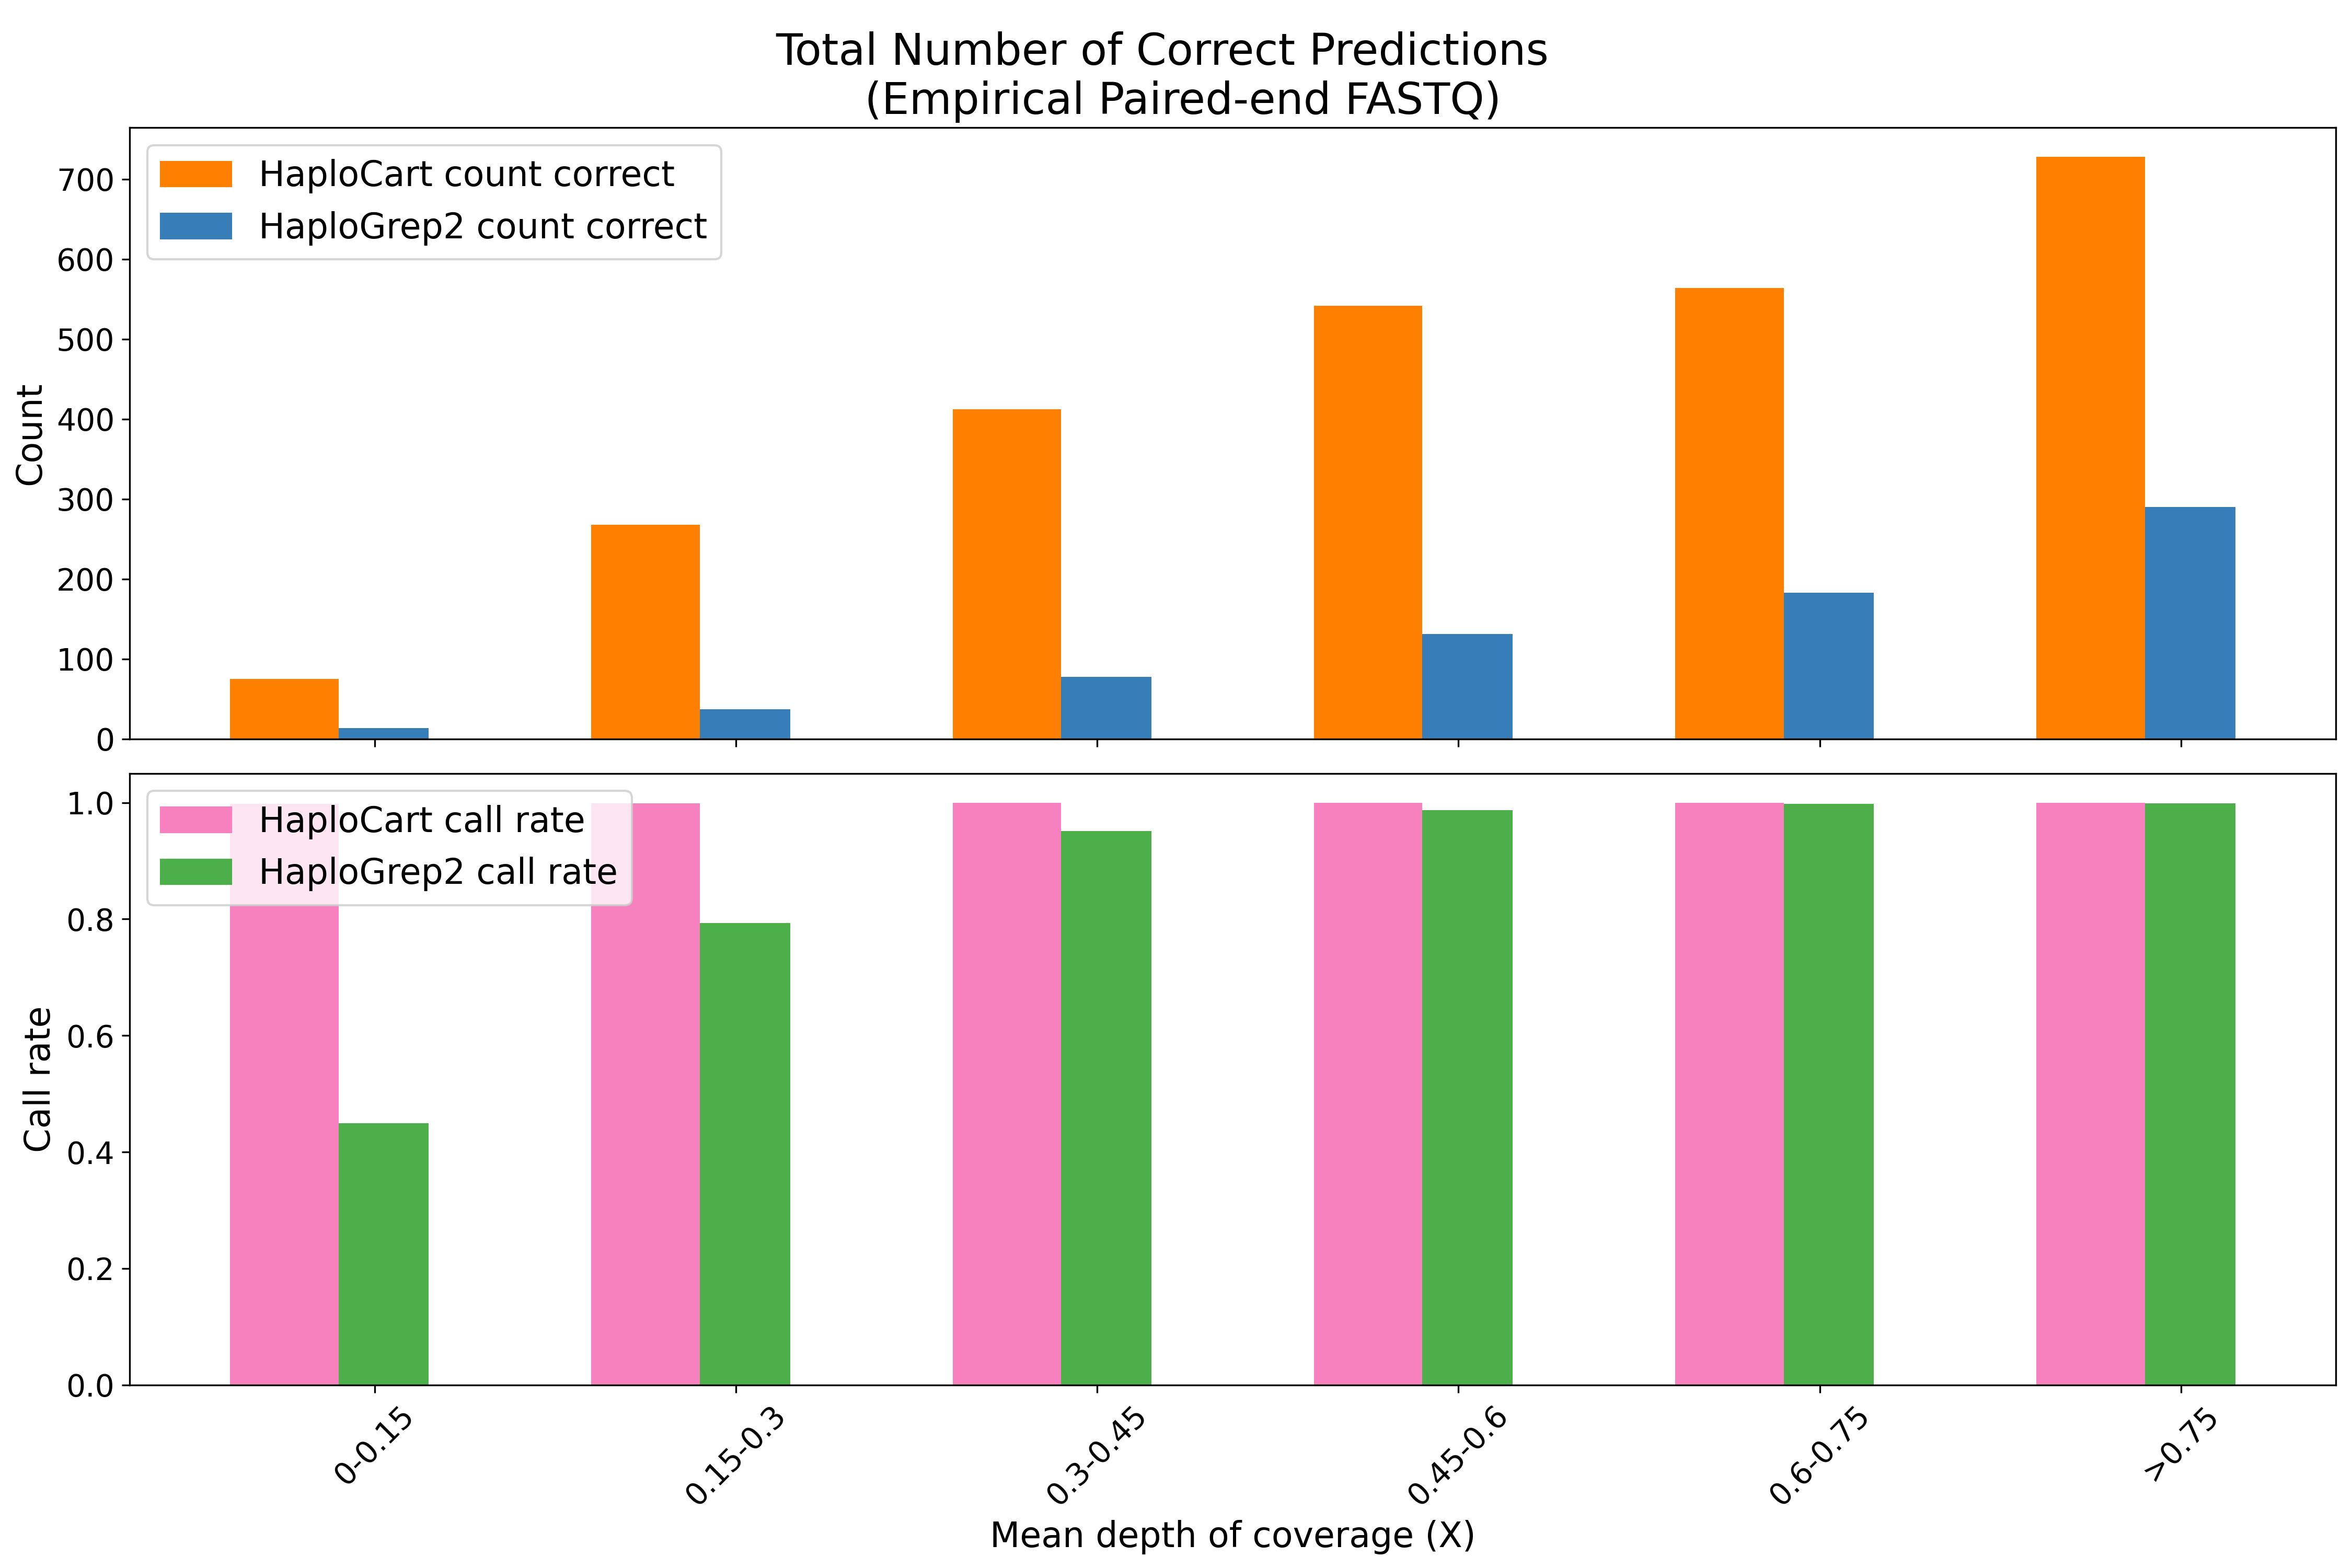 Total Number of Correct Predictions
(Empirical Paired-end FASTQ)
HaploCart count correct
HaploGrep2 count correct
Count
700
600
500
400
300
200
100
0
HaploCart call rate
HaploGrep2 call rate
Call rate
1.0
0.8
0.6
0.4
0.2
0.0
0-0.15
0.15-0.3
0.3-0.45
0.45-0.6
0.6-0.75
>0.75
Mean depth of coverage (X)